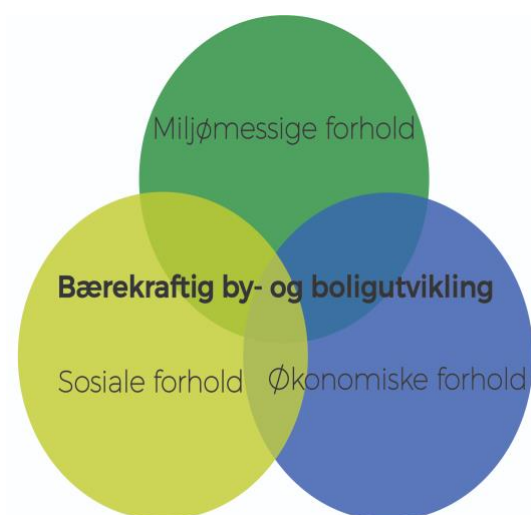 Miljømessige forhold
Bærekraftig by- og boligutvikling
Sosiale forhold
Økonomiske forhold